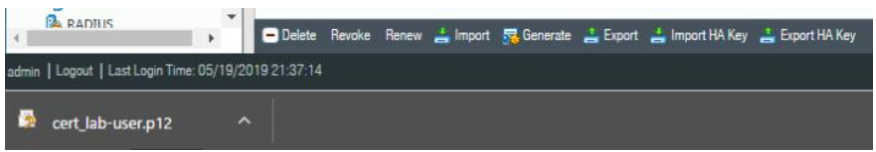 RADIUS
Delete Revoke Renew Import Generate Export Import HA Key Export HA Key
admin | Logout | Last Login Time: 05/19/2019 21:37:14
cert_lab-user.p12